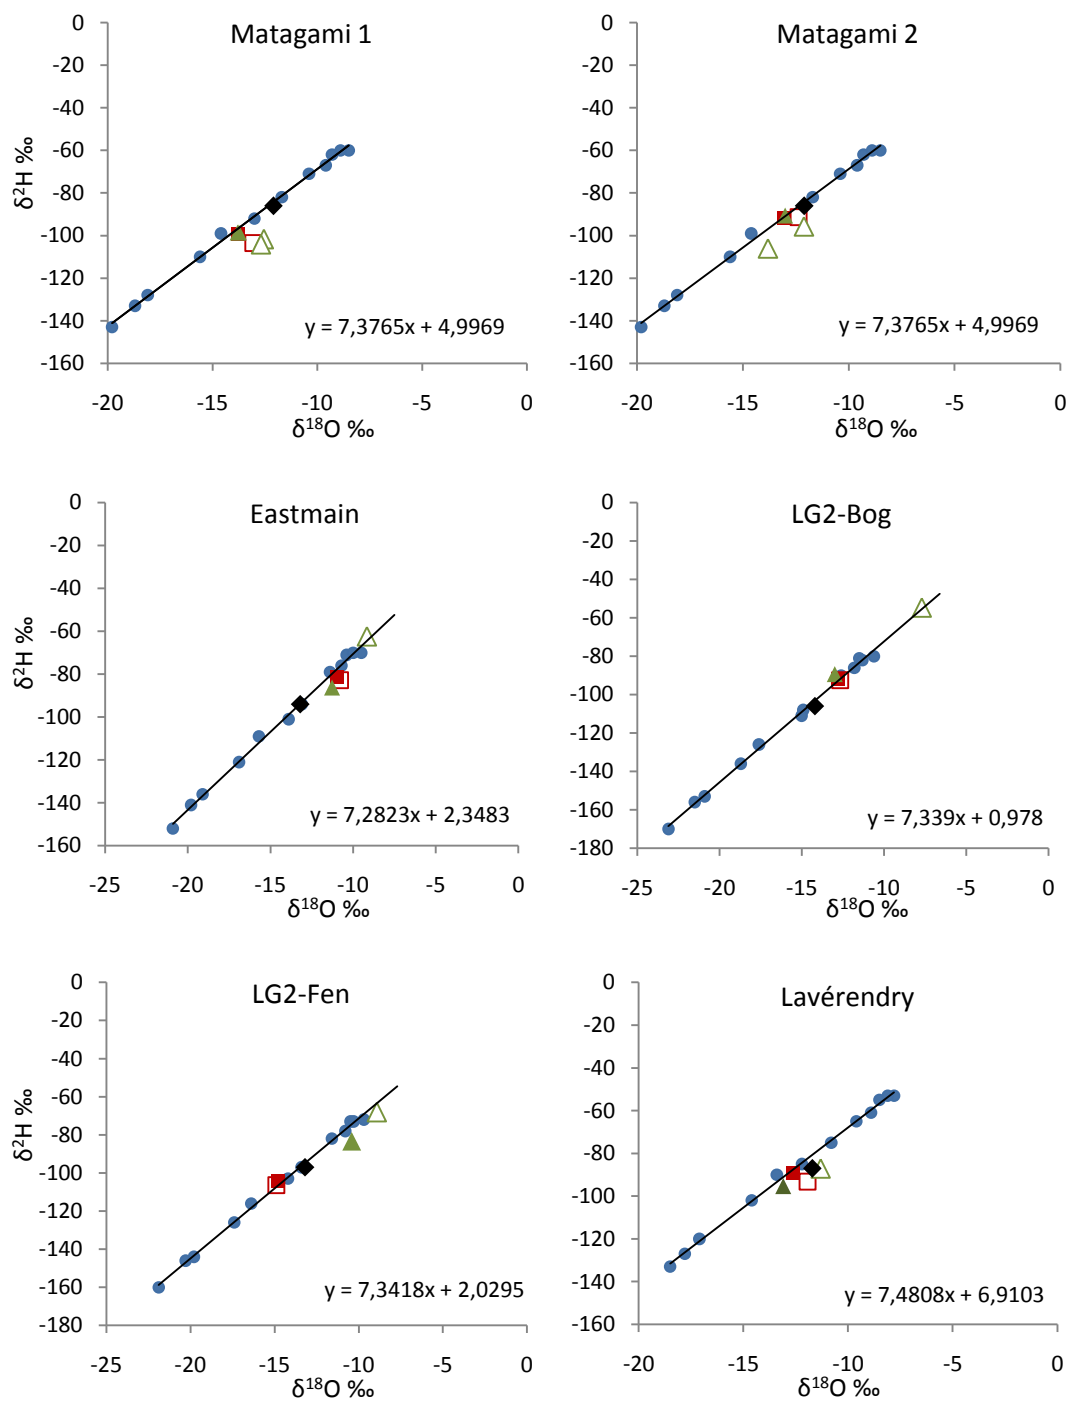 Matagami 1
0
-20
-40
-60
-80
-100
-120
-140
-160
δ²H ‰
y = 7,3765x + 4,9969
-20 -15 -10 -5 0
δ¹⁸O ‰
Matagami 2
0
-20
-40
-60
-80
-100
-120
-140
-160
y = 7,3765x + 4,9969
-20 -15 -10 -5 0
δ¹⁸O ‰
Eastmain
0
-20
-40
-60
-80
-100
-120
-140
-160
δ²H ‰
y = 7,2823x + 2,3483
-25 -20 -15 -10 -5 0
δ¹⁸O ‰
LG2-Bog
0
-20
-40
-60
-80
-100
-120
-140
-160
-180
y = 7,339x + 0,978
-25 -20 -15 -10 -5 0
δ¹⁸O ‰
LG2-Fen
0
-20
-40
-60
-80
-100
-120
-140
-160
-180
δ²H ‰
y = 7,3418x + 2,0295
-25 -20 -15 -10 -5 0
δ¹⁸O ‰
Lavérendry
0
-20
-40
-60
-80
-100
-120
-140
-160
y = 7,4808x + 6,9103
-20 -15 -10 -5 0
δ¹⁸O ‰